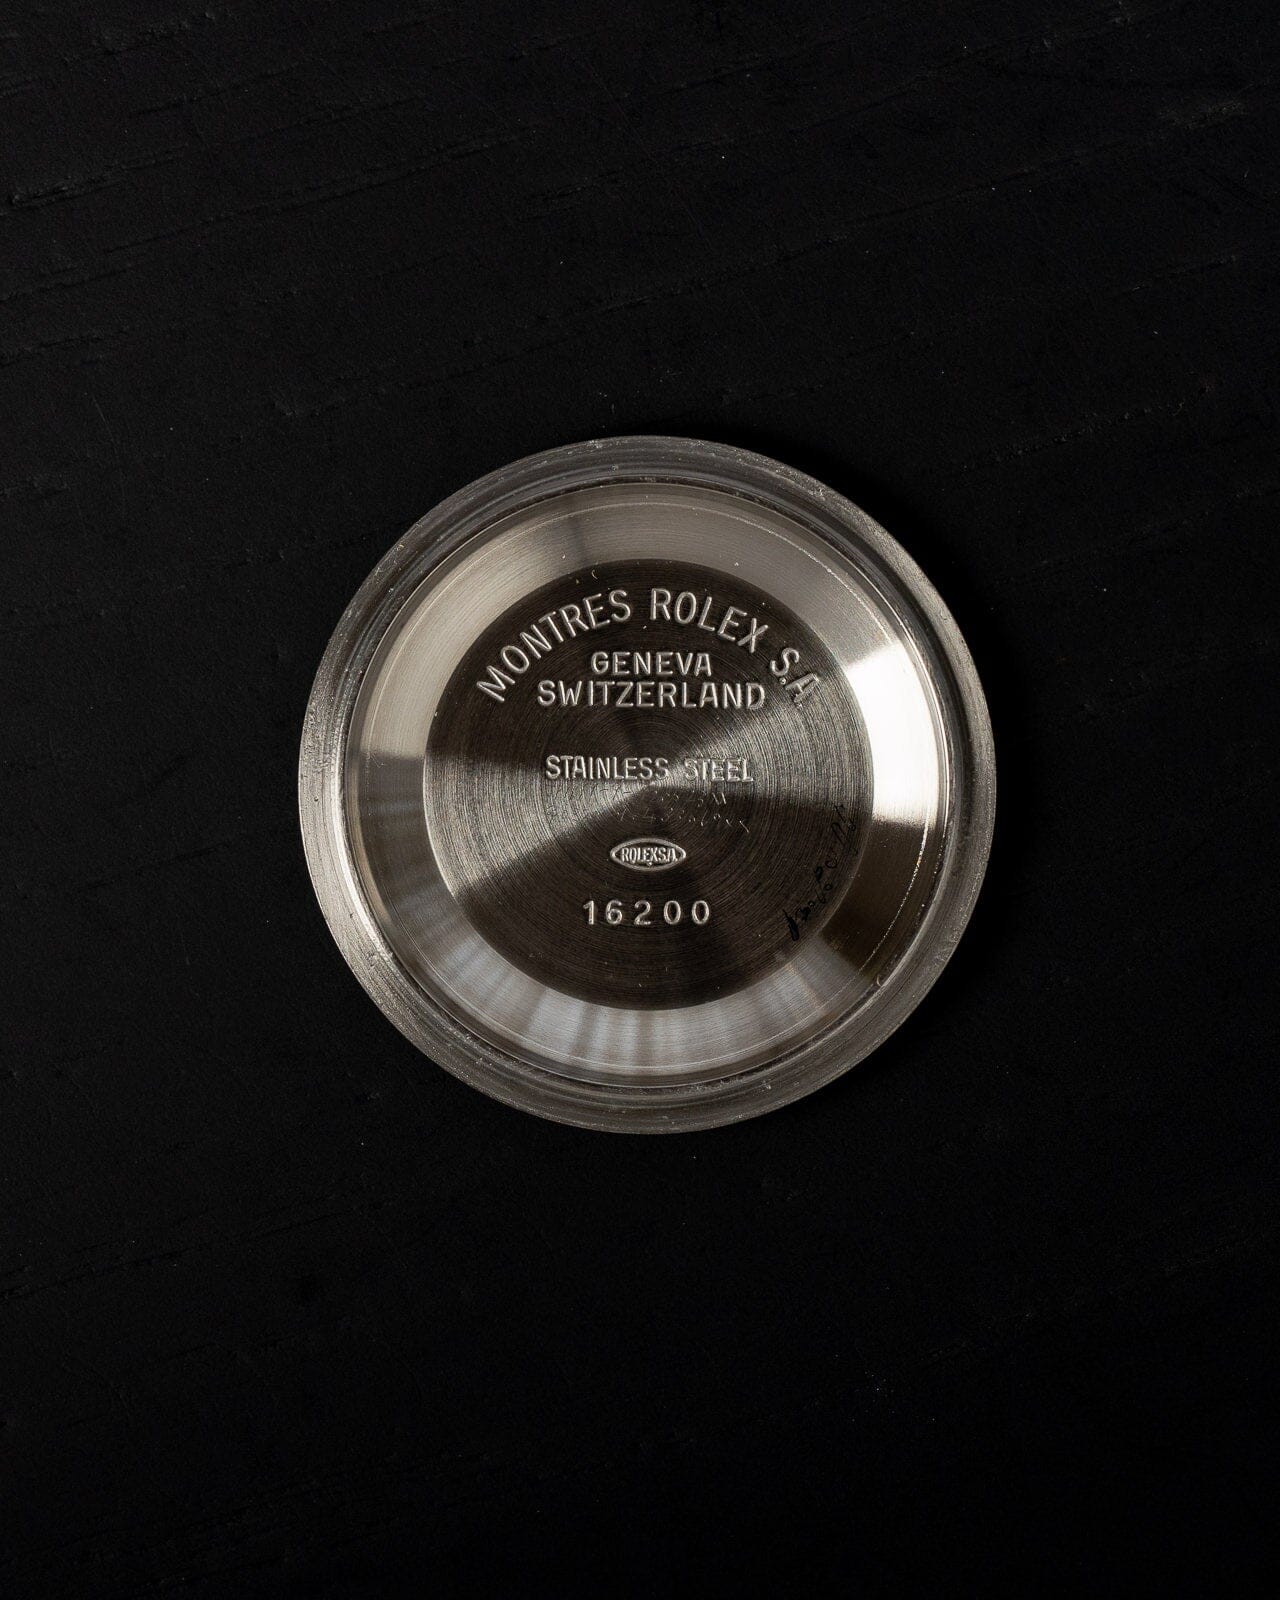 MONTRES ROLEX S.A.
GENEVA
SWITZERLAND
STAINLESS STEEL
ROLEXSA
16200